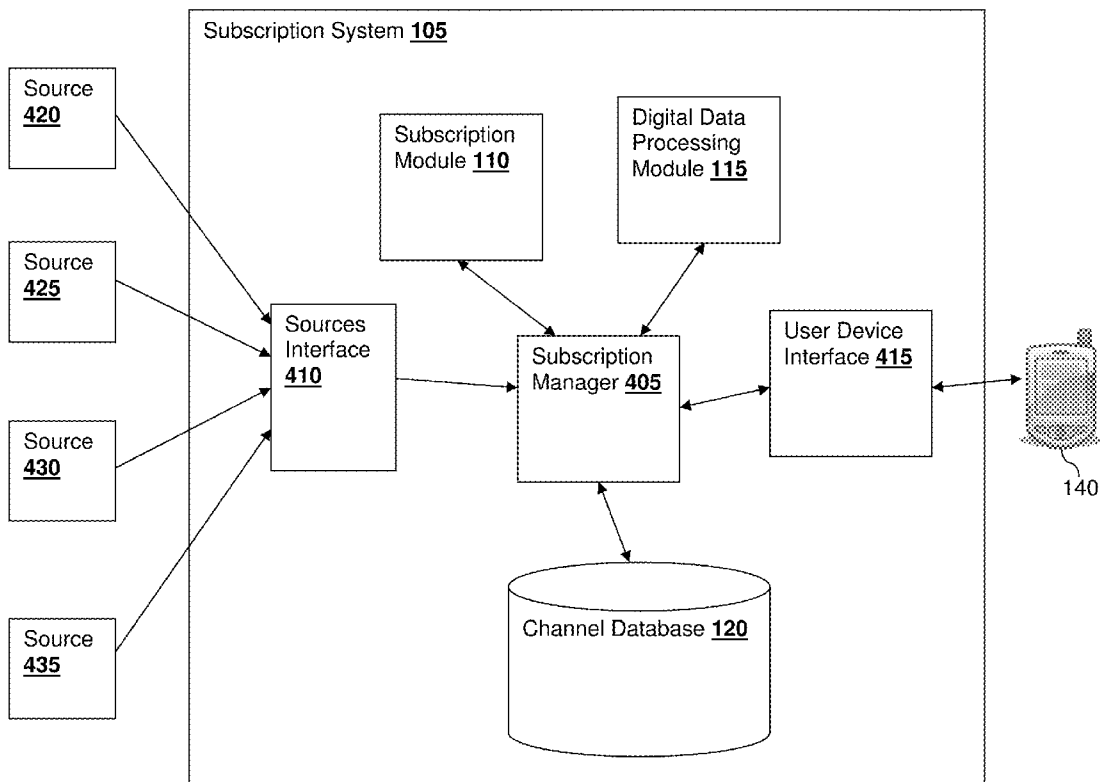 Subscription System 105
Source
420
Source
425
Source
430
Source
435
Subscription
Module 110
Digital Data
Processing
Module 115
Sources
Interface
410
Subscription
Manager 405
User Device
Interface 415
140
Channel Database 120